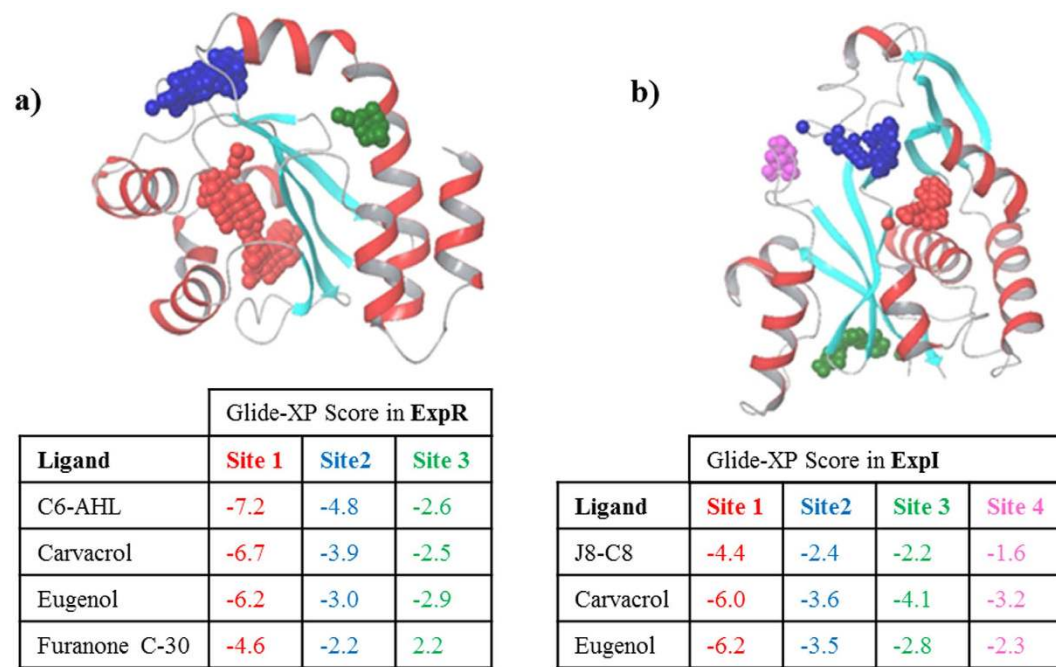 a)
b)
Glide-XP Score in ExpR
Ligand Site 1 Site2 Site 3
C6-AHL -7.2 -4.8 -2.6
Carvacrol -6.7 -3.9 -2.5
Eugenol -6.2 -3.0 -2.9
Furanone C-30 -4.6 -2.2 2.2
Glide-XP Score in ExpI
Ligand Site 1 Site2 Site 3 Site 4
J8-C8 -4.4 -2.4 -2.2 -1.6
Carvacrol -6.0 -3.6 -4.1 -3.2
Eugenol -6.2 -3.5 -2.8 -2.3